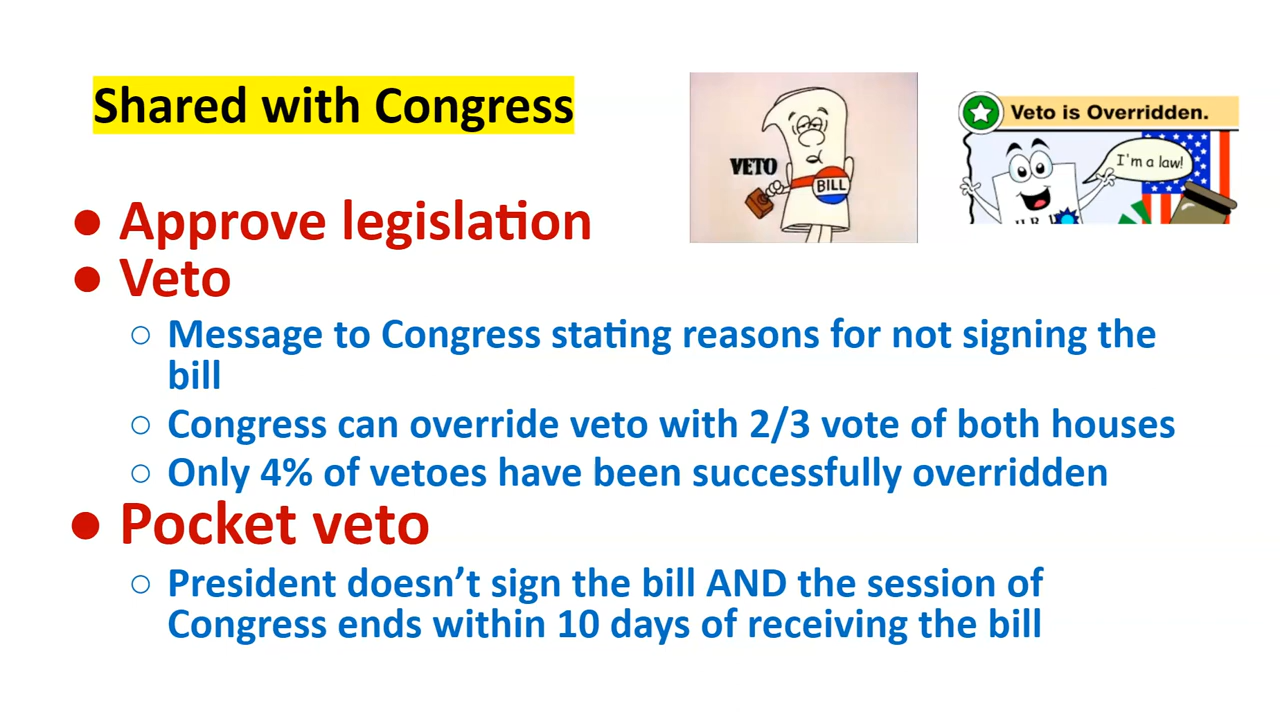 Shared with Congress
VETO
BILL
Veto is Overridden.
I'm a law!
● Approve legislation
● Veto
○ Message to Congress stating reasons for not signing the
bill
○ Congress can override veto with 2/3 vote of both houses
○ Only 4% of vetoes have been successfully overridden
● Pocket veto
○ President doesn’t sign the bill AND the session of
Congress ends within 10 days of receiving the bill